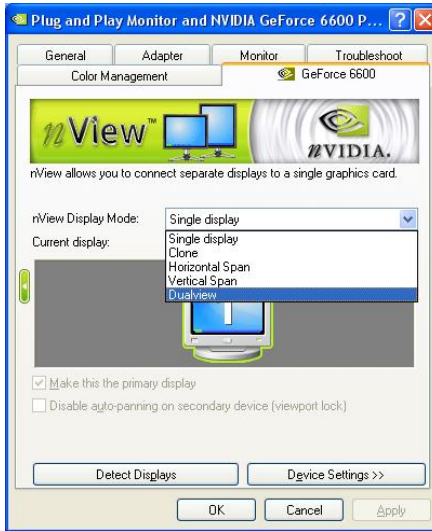 Plug and Play Monitor and NVIDIA GeForce 6600 P... ?
General Adapter Monitor Troubleshoot
Color Management GeForce 6600
nView™ NVIDIA.
nView allows you to connect separate displays to a single graphics card.
nView Display Mode: Single display
Current display: Single display
Clone
Horizontal Span
Vertical Span
Dualview
1
Make this the primary display
Disable auto-panning on secondary device (viewport lock)
Detect Displays Device Settings >>
OK Cancel Apply